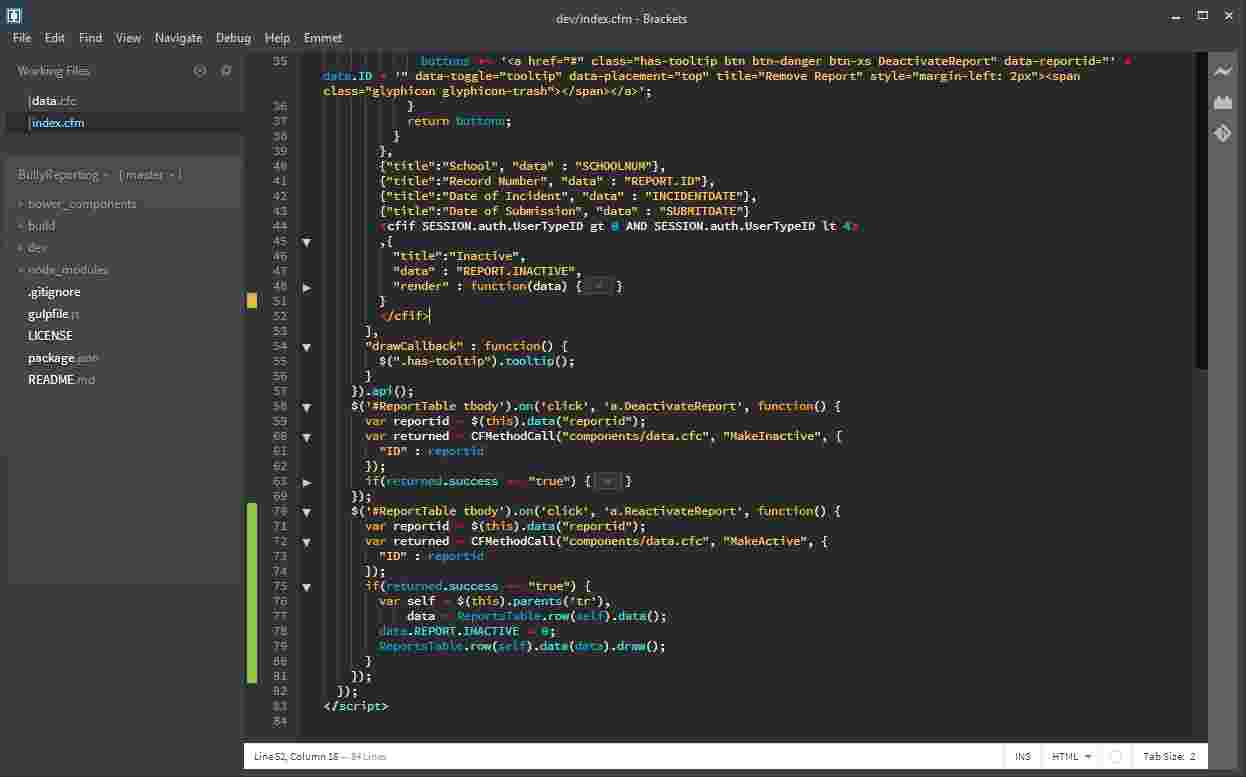 dev/index.cfm - Brackets
File Edit Find View Navigate Debug Help Emmet
Working Files
data.cfc
index.cfm
BullyReporting [ master ]
bower_components
build
dev
node_modules
.gitignore
gulpfile.js
LICENSE
package.json
README.md
35 buttons += '<a href="#" class="has-tooltip btn btn-danger btn-xs DeactivateReport" data-reportid="' +
data.ID + '" data-toggle="tooltip" data-placement="top" title="Remove Report" style="margin-left: 2px"><span
class="glyphicon glyphicon-trash"></span></a>';
36 }
37 return buttons;
38 }
39 },
40 {"title":"School", "data" : "SCHOOLNUM"},
41 {"title":"Record Number", "data" : "REPORT.ID"},
42 {"title":"Date of Incident", "data" : "INCIDENTDATE"},
43 {"title":"Date of Submission", "data" : "SUBMITDATE"}
44 <cfif SESSION.auth.UserTypeID gt 0 AND SESSION.auth.UserTypeID lt 4>
45 ,{
46 "title":"Inactive",
47 "data" : "REPORT.INACTIVE",
48 "render" : function(data) { }
51 }
52 </cfif>
53 ],
54 "drawCallback" : function() {
55 $(".has-tooltip").tooltip();
56 }
57 }).api();
58 $('#ReportTable tbody').on('click', 'a.DeactivateReport', function() {
59 var reportid = $(this).data("reportid");
60 var returned = CFMethodCall("components/data.cfc", "MakeInactive", {
61 "ID" : reportid
62 });
63 if(returned.success == "true") { }
69 });
70 $('#ReportTable tbody').on('click', 'a.ReactivateReport', function() {
71 var reportid = $(this).data("reportid");
72 var returned = CFMethodCall("components/data.cfc", "MakeActive", {
73 "ID" : reportid
74 });
75 if(returned.success == "true") {
76 var self = $(this).parents('tr'),
77 data = ReportsTable.row(self).data();
78 data.REPORT.INACTIVE = 0;
79 ReportsTable.row(self).data(data).draw();
80 }
81 });
82 });
83 </script>
84
Line 52, Column 16 — 84 Lines
INS HTML Tab Size: 2